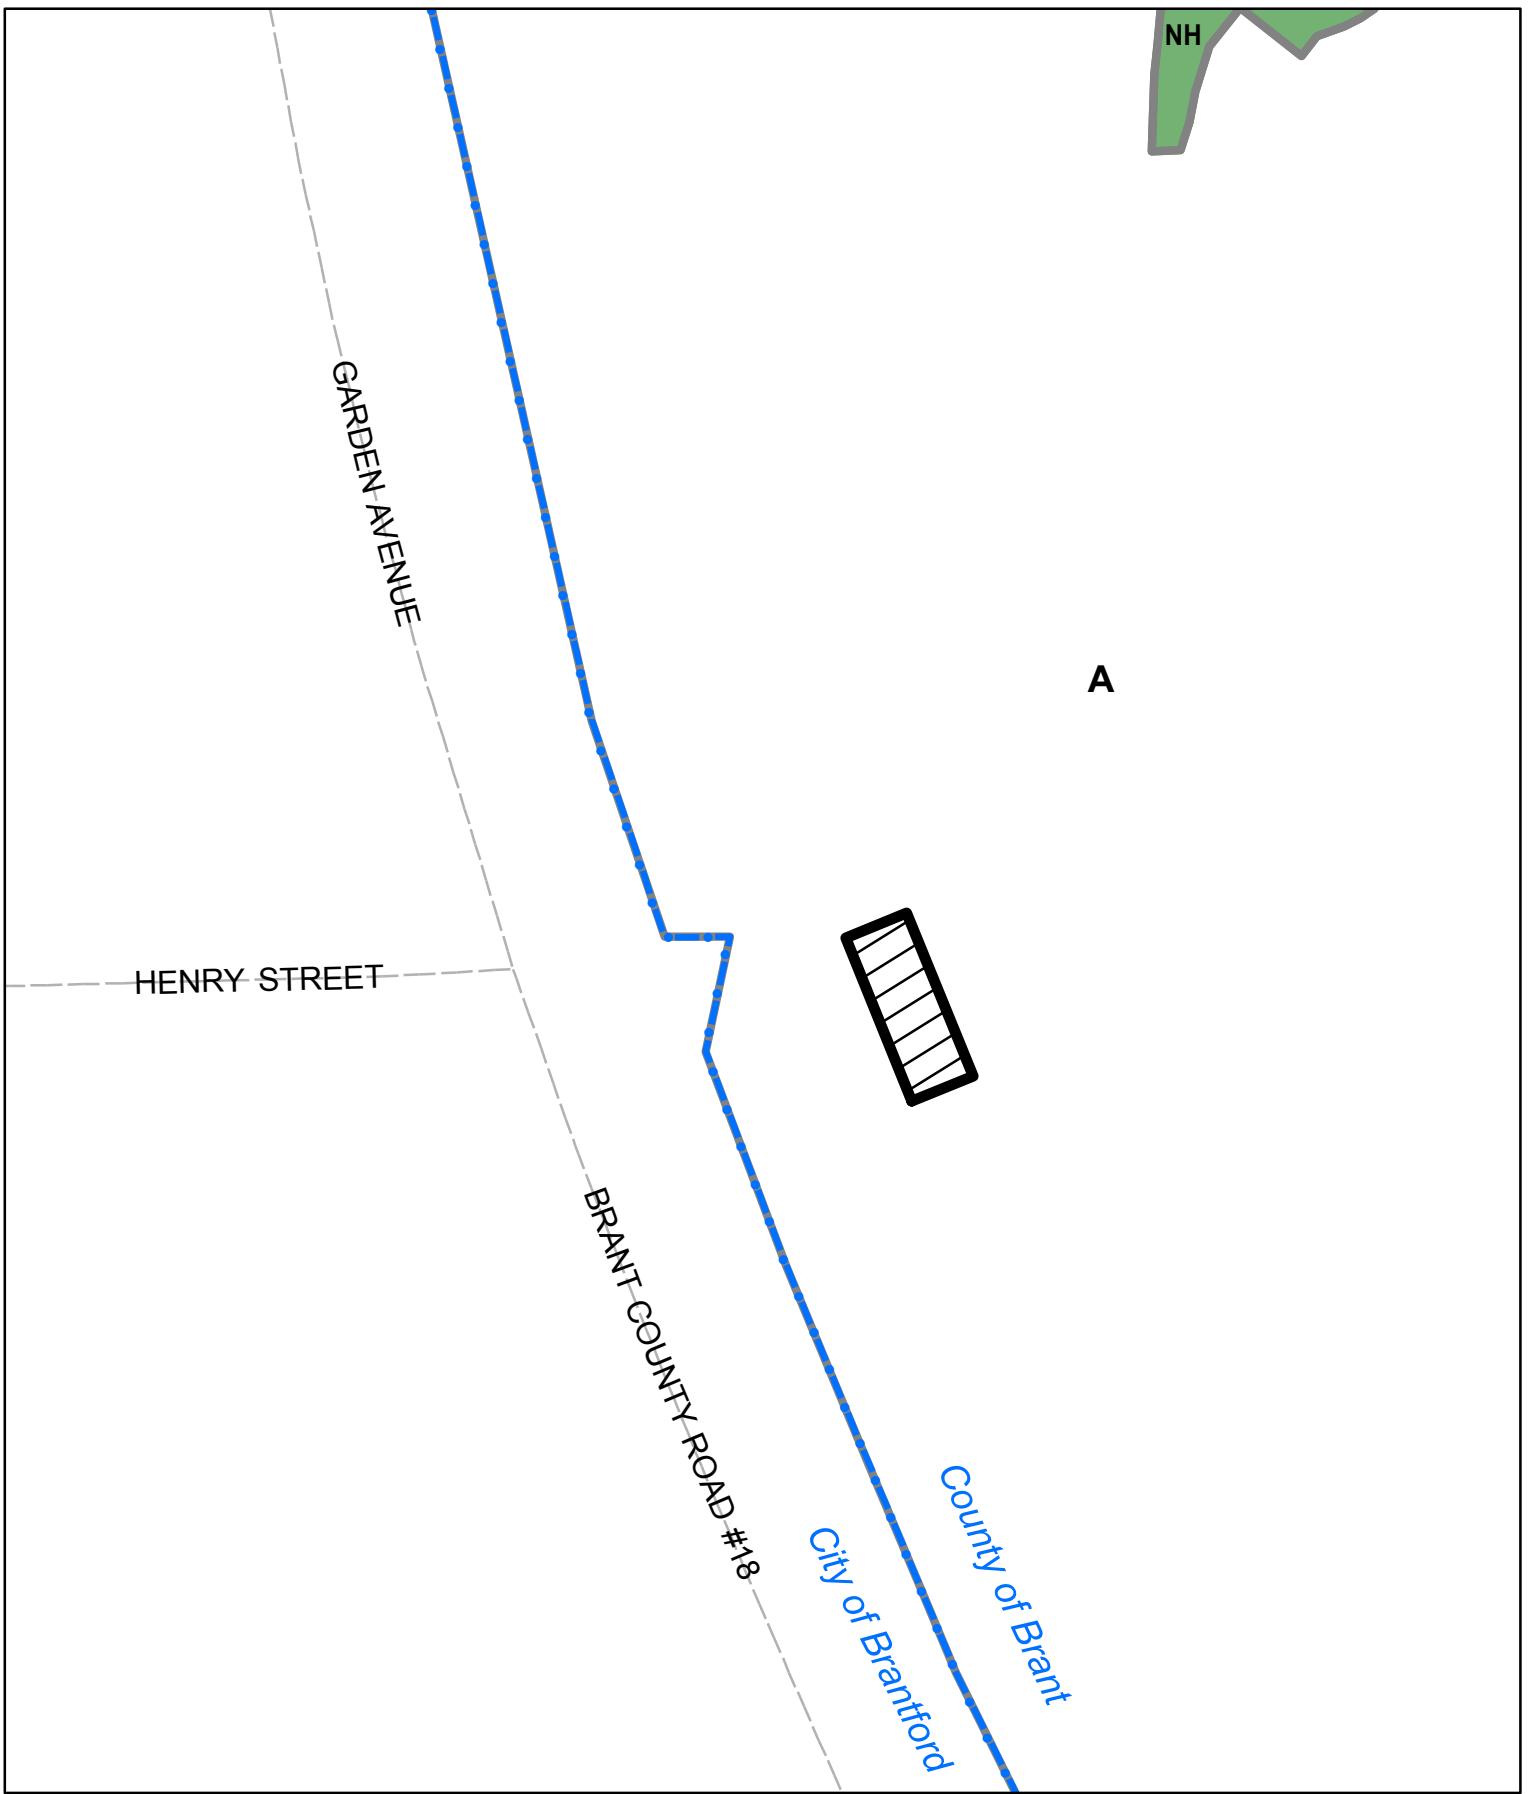 NH
GARDEN AVENUE
A
HENRY STREET
BRANT COUNTY ROAD #18
County of Brant
City of Brantford